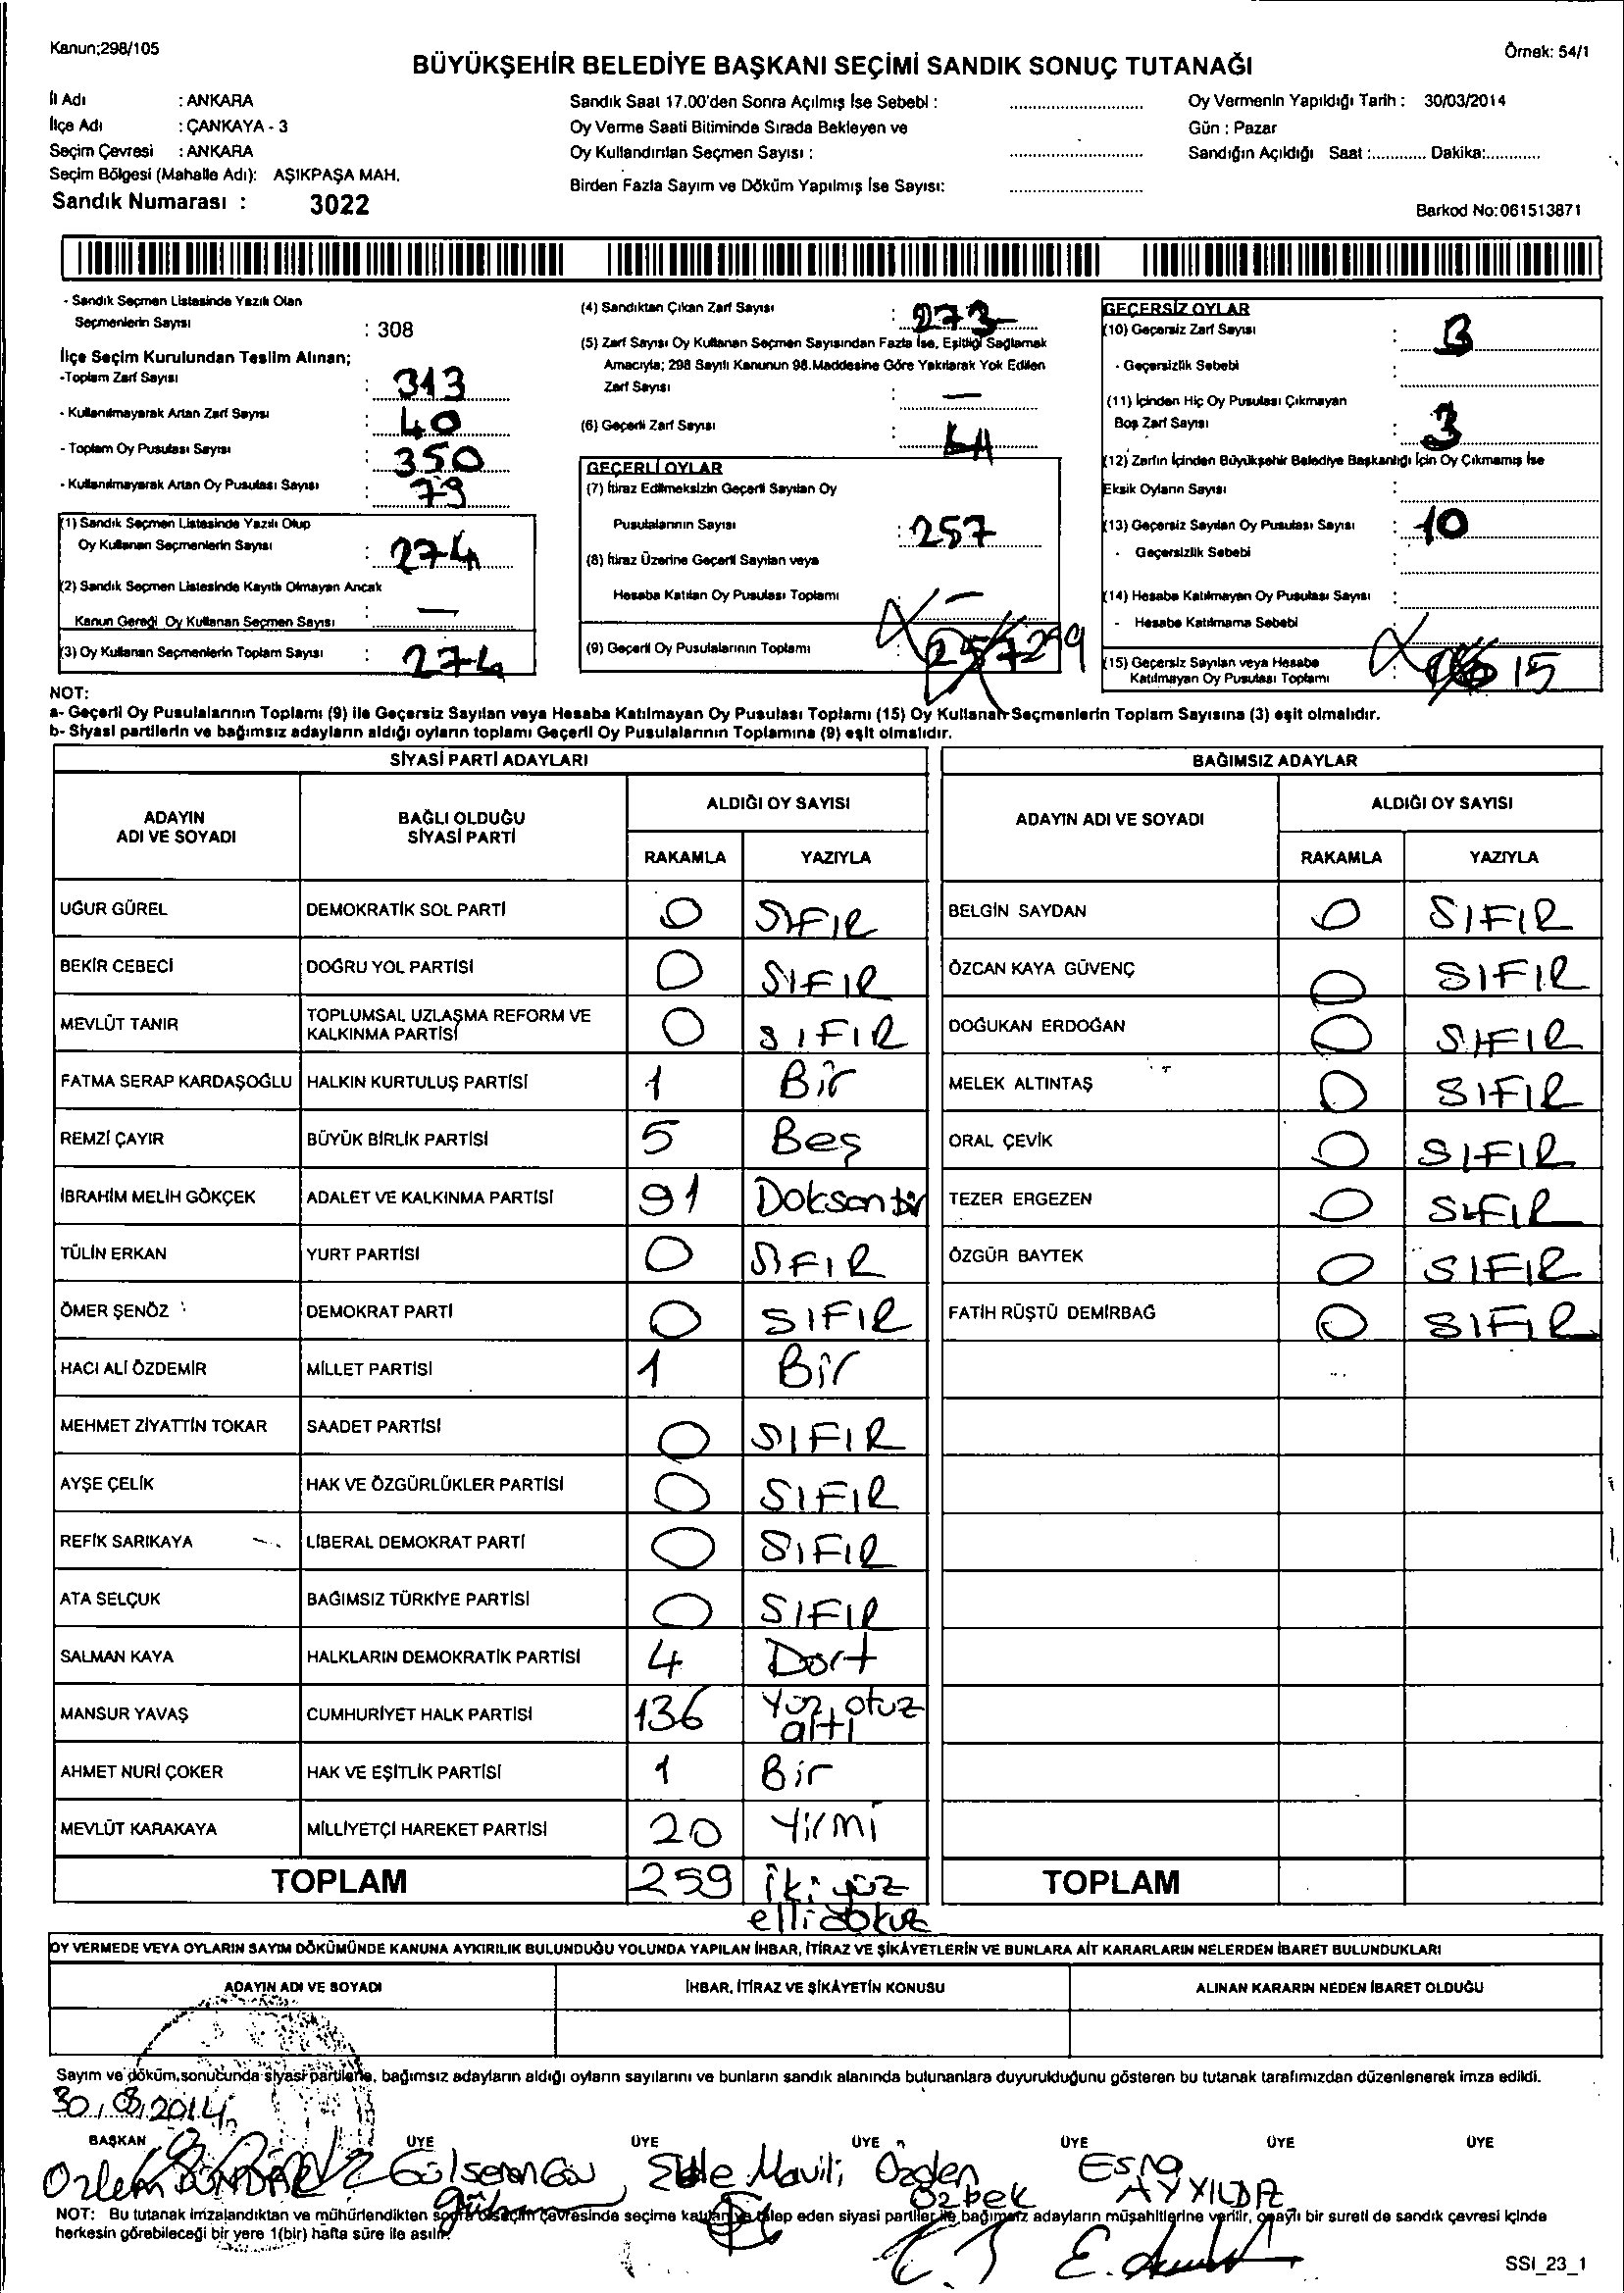 Kanun;298/105
Örnek: 54/1
BÜYÜKŞEHİR BELEDİYE BAŞKANI SEÇİMİ SANDIK SONUÇ TUTANAĞI
İl Adı : ANKARA
İlçe Adı : ÇANKAYA - 3
Seçim Çevresi : ANKARA
Seçim Bölgesi (Mahalle Adı): AŞIKPAŞA MAH.
Sandık Numarası : 3022
Sandık Saat 17.00'den Sonra Açılmış İse Sebebi :
Oy Verme Saati Bitiminde Sırada Bekleyen ve
Oy Kullandırılan Seçmen Sayısı :
Birden Fazla Sayım ve Döküm Yapılmış İse Sayısı:
Oy Vermenin Yapıldığı Tarih : 30/03/2014
Gün : Pazar
Sandığın Açıldığı Saat :............ Dakika:............
Barkod No:061513871
- Sandık Seçmen Listesinde Yazılı Olan
Seçmenlerin Sayısı : 308
İlçe Seçim Kurulundan Teslim Alınan;
-Toplam Zarf Sayısı : 313
- Kullanılmayarak Artan Zarf Sayısı : 40
- Toplam Oy Pusulası Sayısı : 350
- Kullanılmayarak Artan Oy Pusulası Sayısı : 79
(1) Sandık Seçmen Listesinde Yazılı Olup
Oy Kullanan Seçmenlerin Sayısı : 274
(2) Sandık Seçmen Listesinde Kayıtlı Olmayan Ancak
Kanun Gereği Oy Kullanan Seçmen Sayısı : —
(3) Oy Kullanan Seçmenlerin Toplam Sayısı : 274
(4) Sandıktan Çıkan Zarf Sayısı : 273
(5) Zarf Sayısı Oy Kullanan Seçmen Sayısından Fazla İse, Eşitliği Sağlamak
Amacıyla; 298 Sayılı Kanunun 98.Maddesine Göre Yakılarak Yok Edilen
Zarf Sayısı : —
(6) Geçerli Zarf Sayısı :
GEÇERLİ OYLAR
(7) İtiraz Edilmeksizin Geçerli Sayılan Oy
Pusulalarının Sayısı : 257
(8) İtiraz Üzerine Geçerli Sayılan veya
Hesaba Katılan Oy Pusulası Toplamı : —
(9) Geçerli Oy Pusulalarının Toplamı :
GEÇERSİZ OYLAR
(10) Geçersiz Zarf Sayısı : 3
- Geçersizlik Sebebi :
(11) İçinden Hiç Oy Pusulası Çıkmayan
Boş Zarf Sayısı : 3
(12) Zarfın İçinden Büyükşehir Belediye Başkanlığı İçin Oy Çıkmamış İse
Eksik Oyların Sayısı :
(13) Geçersiz Sayılan Oy Pusulası Sayısı : 10
- Geçersizlik Sebebi :
(14) Hesaba Katılmayan Oy Pusulası Sayısı :
- Hesaba Katılmama Sebebi
(15) Geçersiz Sayılan veya Hesaba
Katılmayan Oy Pusulası Toplamı : 15
NOT:
a- Geçerli Oy Pusulalarının Toplamı (9) ile Geçersiz Sayılan veya Hesaba Katılmayan Oy Pusulası Toplamı (15) Oy Kullanan Seçmenlerin Toplam Sayısına (3) eşit olmalıdır.
b- Siyasi partilerin ve bağımsız adayların aldığı oyların toplamı Geçerli Oy Pusulalarının Toplamına (9) eşit olmalıdır.
SİYASİ PARTİ ADAYLARI
BAĞIMSIZ ADAYLAR
ADAYIN ADI VE SOYADI
BAĞLI OLDUĞU SİYASİ PARTİ
ALDIĞI OY SAYISI
RAKAMLA YAZIYLA
ADAYIN ADI VE SOYADI
ALDIĞI OY SAYISI
RAKAMLA YAZIYLA
UĞUR GÜREL DEMOKRATİK SOL PARTİ 0 SIFIR BELGİN SAYDAN 0 SIFIR
BEKİR CEBECİ DOĞRU YOL PARTİSİ 0 SIFIR ÖZCAN KAYA GÜVENÇ 0 SIFIR
MEVLÜT TANIR TOPLUMSAL UZLAŞMA REFORM VE KALKINMA PARTİSİ 0 SIFIR DOĞUKAN ERDOĞAN 0 SIFIR
FATMA SERAP KARDAŞOĞLU HALKIN KURTULUŞ PARTİSİ 1 Bir MELEK ALTINTAŞ 0 SIFIR
REMZİ ÇAYIR BÜYÜK BİRLİK PARTİSİ 5 Beş ORAL ÇEVİK 0 SIFIR
İBRAHİM MELİH GÖKÇEK ADALET VE KALKINMA PARTİSİ 91 Doksan bir TEZER ERGEZEN 0 SIFIR
TÜLİN ERKAN YURT PARTİSİ 0 SIFIR ÖZGÜR BAYTEK 0 SIFIR
ÖMER ŞENÖZ DEMOKRAT PARTİ 0 SIFIR FATİH RÜŞTÜ DEMİRBAĞ 0 SIFIR
HACI ALİ ÖZDEMİR MİLLET PARTİSİ 1 Bir
MEHMET ZİYATTİN TOKAR SAADET PARTİSİ 0 SIFIR
AYŞE ÇELİK HAK VE ÖZGÜRLÜKLER PARTİSİ 0 SIFIR
REFİK SARIKAYA LİBERAL DEMOKRAT PARTİ 0 SIFIR
ATA SELÇUK BAĞIMSIZ TÜRKİYE PARTİSİ 0 SIFIR
SALMAN KAYA HALKLARIN DEMOKRATİK PARTİSİ 4 Dört
MANSUR YAVAŞ CUMHURİYET HALK PARTİSİ 136 Yüz otuz altı
AHMET NURİ ÇOKER HAK VE EŞİTLİK PARTİSİ 1 Bir
MEVLÜT KARAKAYA MİLLİYETÇİ HAREKET PARTİSİ 20 Yirmi
TOPLAM 259 iki yüz elli dokuz TOPLAM
OY VERMEDE VEYA OYLARIN SAYIM DÖKÜMÜNDE KANUNA AYKIRILIK BULUNDUĞU YOLUNDA YAPILAN İHBAR, İTİRAZ VE ŞİKÂYETLERİN VE BUNLARA AİT KARARLARIN NELERDEN İBARET BULUNDUKLARI
ADAYIN ADI VE SOYADI İHBAR, İTİRAZ VE ŞİKÂYETİN KONUSU ALINAN KARARIN NEDEN İBARET OLDUĞU
Sayım ve döküm sonucunda siyasi partilerle, bağımsız adayların aldığı oyların sayılarını ve bunların sandık alanında bulunanlara duyurulduğunu gösteren bu tutanak tarafımızdan düzenlenerek imza edildi.
30.03.2014
BAŞKAN ÜYE ÜYE ÜYE ÜYE ÜYE ÜYE
Özlem Gülseren Mavili Özden Özbek Esma AYYILDIZ
NOT: Bu tutanak imzalandıktan ve mühürlendikten sonra o seçim çevresinde seçime katılan ve talep eden siyasi partiler ile bağımsız adayların müşahitlerine verilir, onaylı bir sureti de sandık çevresi içinde
herkesin görebileceği bir yere 1(bir) hafta süre ile asılır.
SSI_23_1